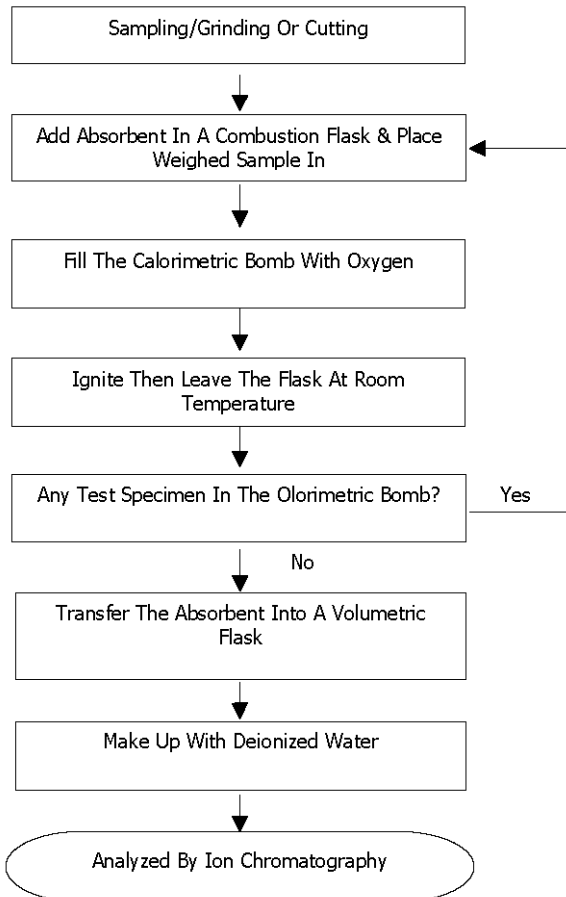 Sampling/Grinding Or Cutting
Add Absorbent In A Combustion Flask & Place
Weighed Sample In
Fill The Calorimetric Bomb With Oxygen
Ignite Then Leave The Flask At Room
Temperature
Any Test Specimen In The Olorimetric Bomb?
Yes
No
Transfer The Absorbent Into A Volumetric
Flask
Make Up With Deionized Water
Analyzed By Ion Chromatography